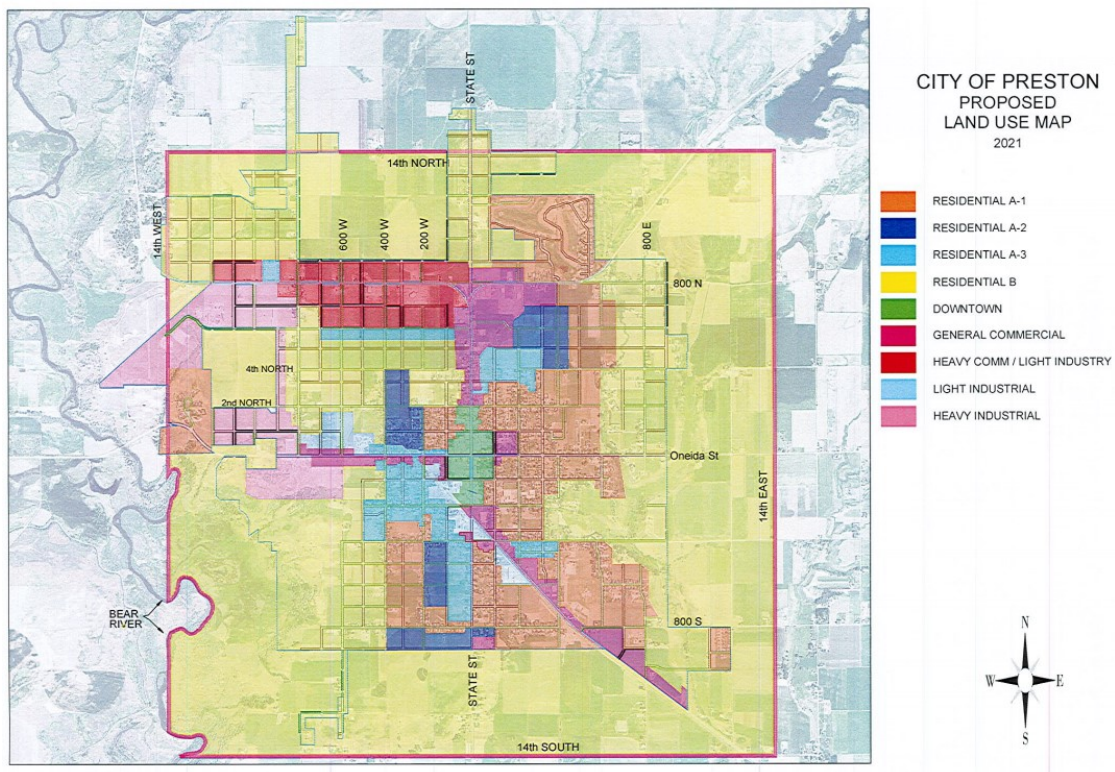 CITY OF PRESTON
PROPOSED
LAND USE MAP
2021
RESIDENTIAL A-1
RESIDENTIAL A-2
RESIDENTIAL A-3
RESIDENTIAL B
DOWNTOWN
GENERAL COMMERCIAL
HEAVY COMM / LIGHT INDUSTRY
LIGHT INDUSTRIAL
HEAVY INDUSTRIAL
STATE ST
14th NORTH
14th WEST
600 W
400 W
200 W
800 E
800 N
4th NORTH
2nd NORTH
Oneida St
14th EAST
BEAR
RIVER
800 S
STATE ST
14th SOUTH
N
W
E
S